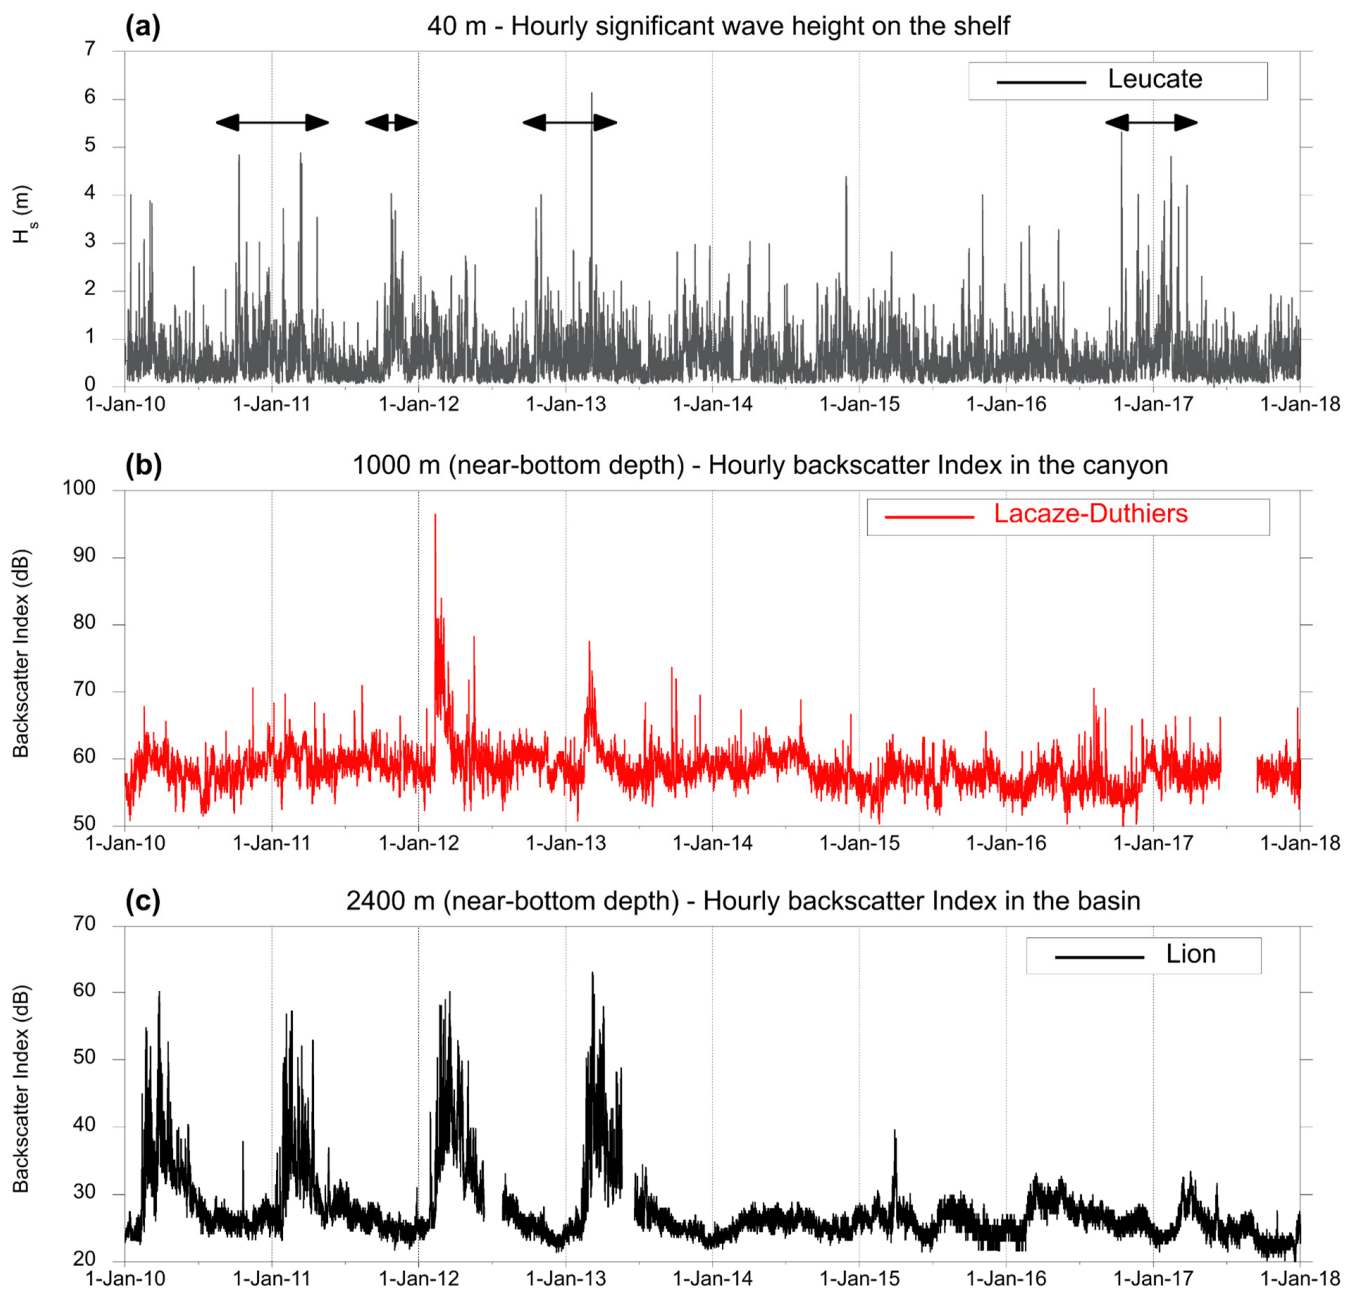 (a) 40 m - Hourly significant wave height on the shelf
7
6
5
4
3
2
1
0
Hs (m)
Leucate
1-Jan-10 1-Jan-11 1-Jan-12 1-Jan-13 1-Jan-14 1-Jan-15 1-Jan-16 1-Jan-17 1-Jan-18
(b) 1000 m (near-bottom depth) - Hourly backscatter Index in the canyon
100
90
80
70
60
50
Backscatter Index (dB)
Lacaze-Duthiers
1-Jan-10 1-Jan-11 1-Jan-12 1-Jan-13 1-Jan-14 1-Jan-15 1-Jan-16 1-Jan-17 1-Jan-18
(c) 2400 m (near-bottom depth) - Hourly backscatter Index in the basin
70
60
50
40
30
20
Backscatter Index (dB)
Lion
1-Jan-10 1-Jan-11 1-Jan-12 1-Jan-13 1-Jan-14 1-Jan-15 1-Jan-16 1-Jan-17 1-Jan-18